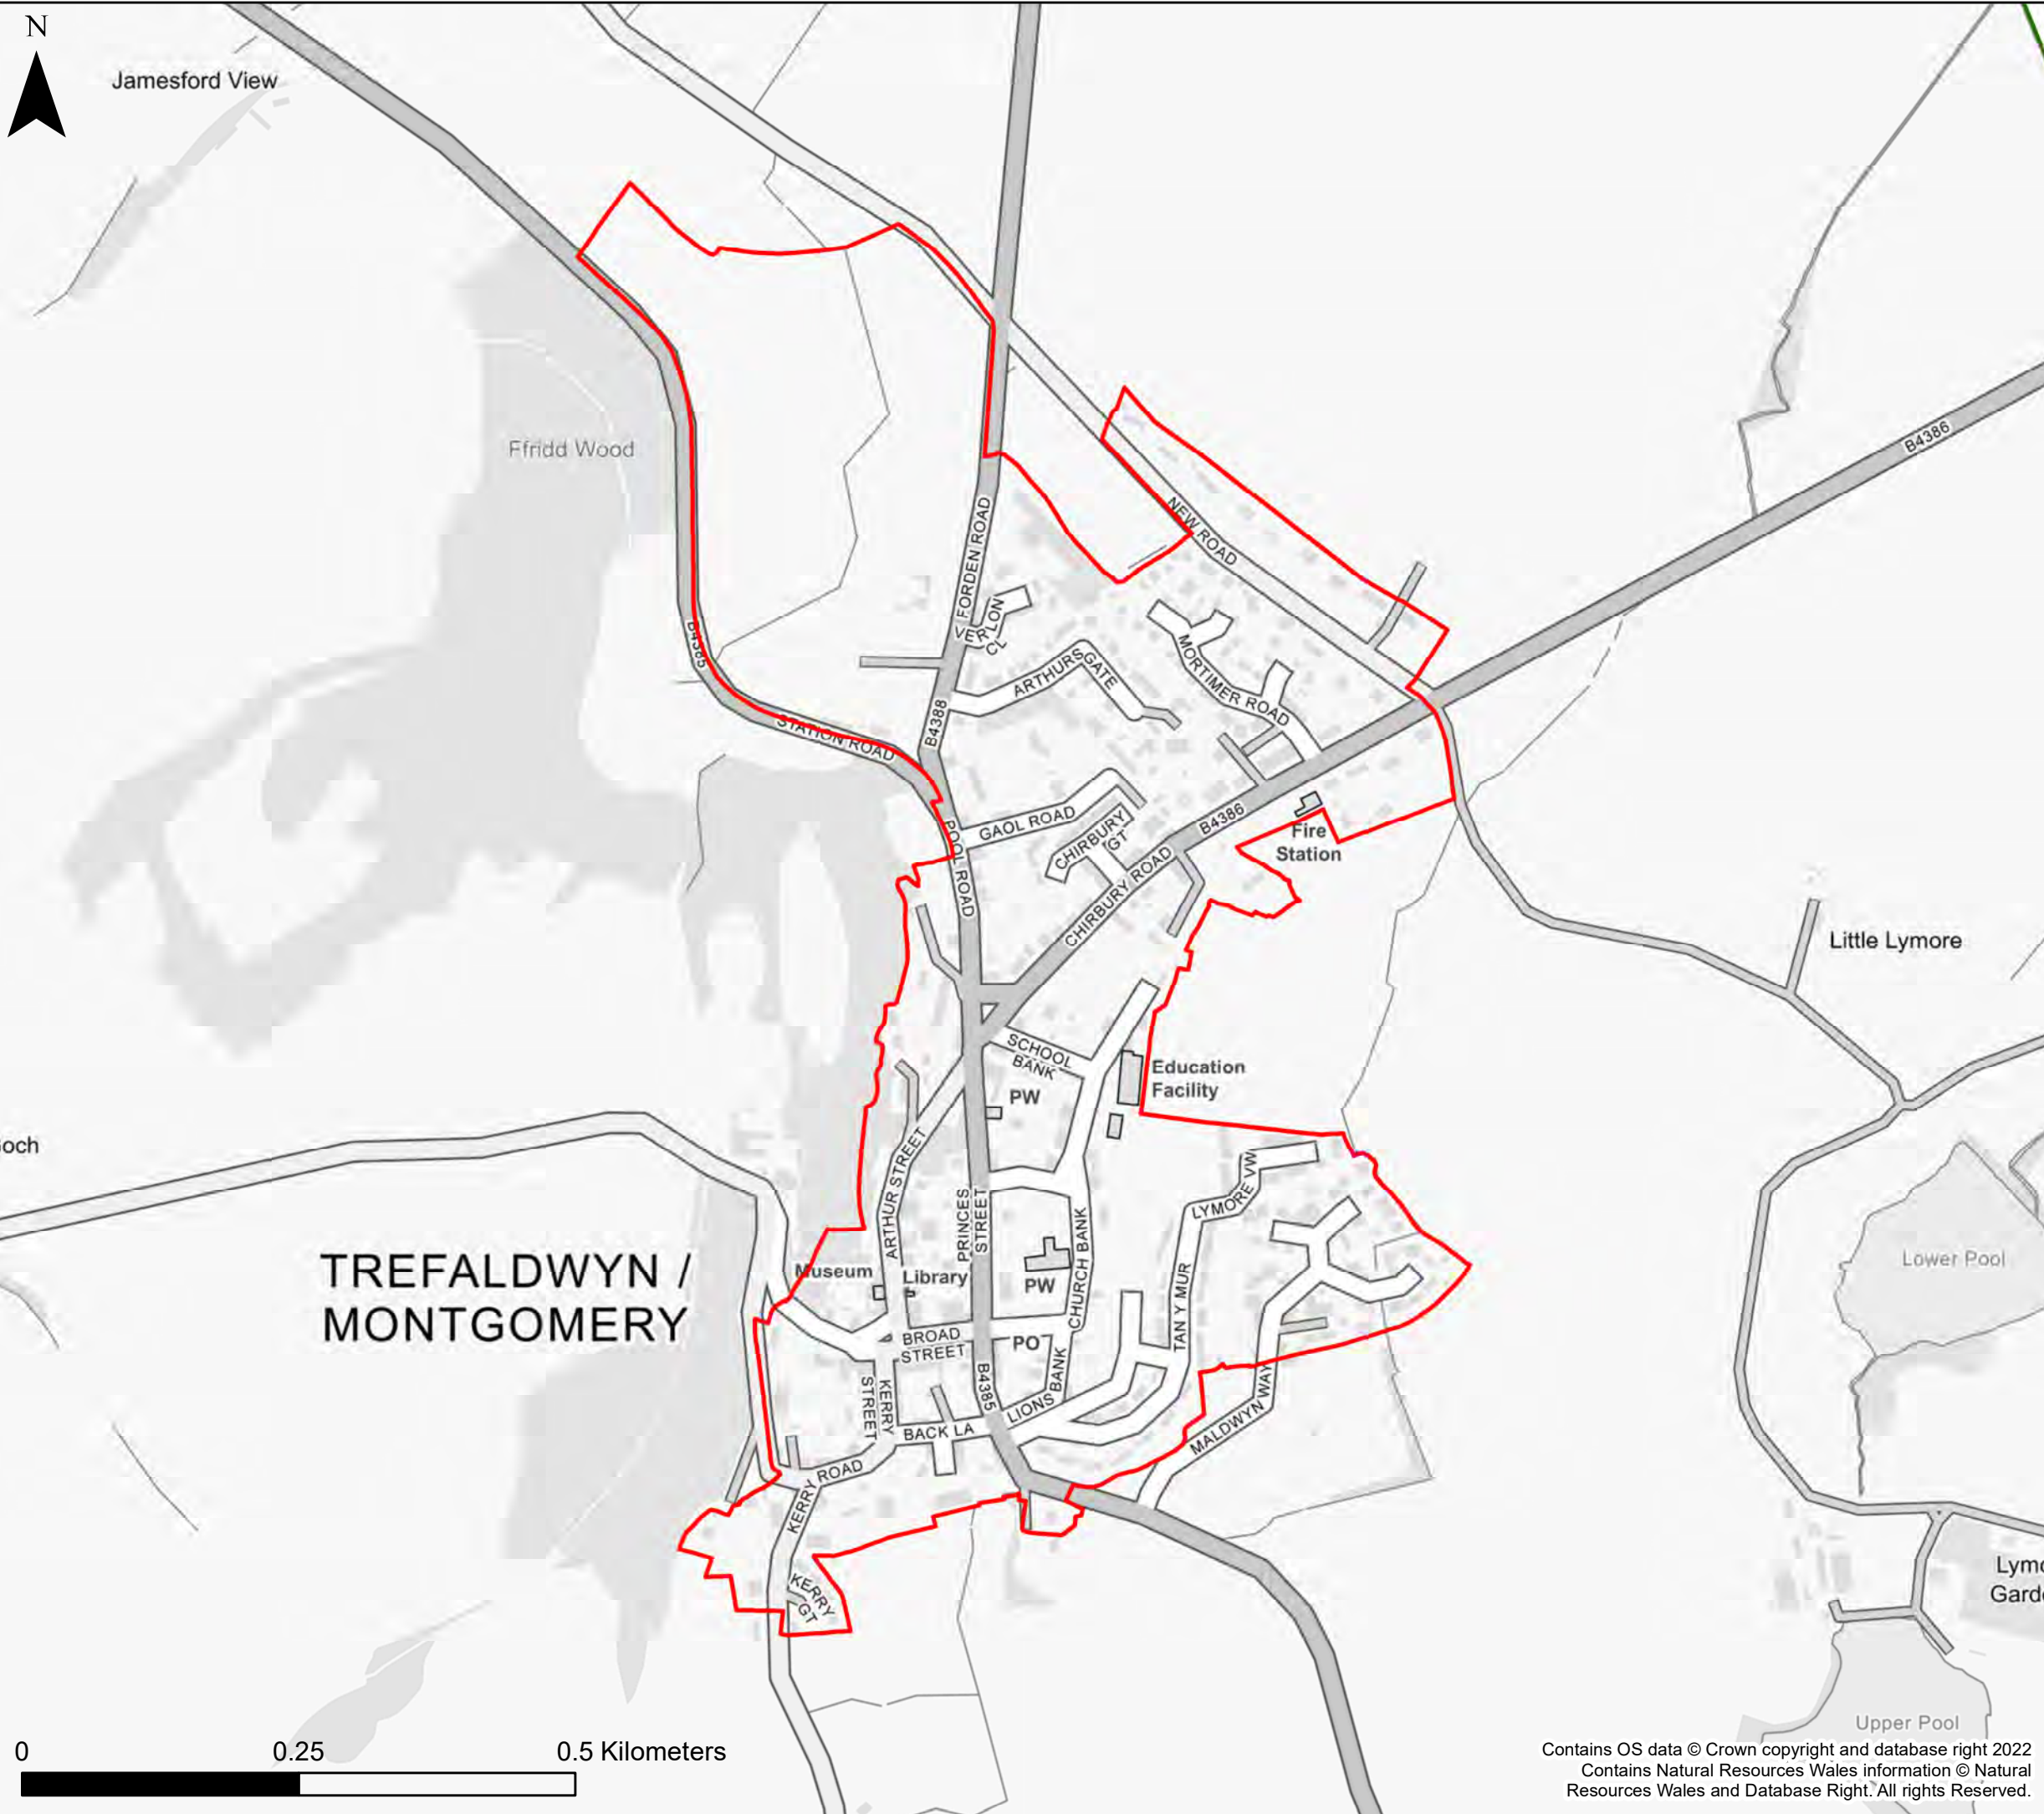 N
Jamesford View
Ffridd Wood
B4386
NEW ROAD
FORDEN ROAD
VERLON
CL
B4385
ARTHURS
GATE
MORTIMER ROAD
STATION ROAD
B4388
POOL ROAD
GAOL ROAD
CHIRBURY
GT
B4386
CHIRBURY ROAD
Fire
Station
Little Lymore
SCHOOL
BANK
PW
Education
Facility
och
ARTHUR STREET
PRINCES
STREET
LYMORE VW
TREFALDWYN /
MONTGOMERY
Museum
Library
PW
CHURCH BANK
TAN Y MUR
Lower Pool
BROAD
STREET
PO
KERRY
STREET
B4385
LIONS BANK
BACK LA
MALDWYN WAY
KERRY ROAD
KERRY
GT
Lymo
Garde
Upper Pool
0
0.25
0.5 Kilometers
Contains OS data © Crown copyright and database right 2022
Contains Natural Resources Wales information © Natural
Resources Wales and Database Right. All rights Reserved.